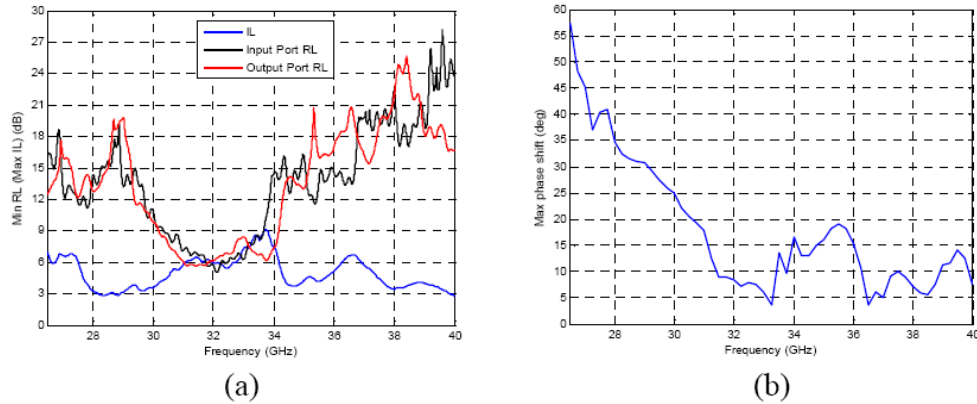 30
27
24
21
18
15
12
9
6
3
0
Min RL (Max IL) (dB)
IL
Input Port RL
Output Port RL
28 30 32 34 36 38 40
Frequency (GHz)
(a)
60
55
50
45
40
35
30
25
20
15
10
5
0
Max phase shift (deg)
28 30 32 34 36 38 40
Frequency (GHz)
(b)